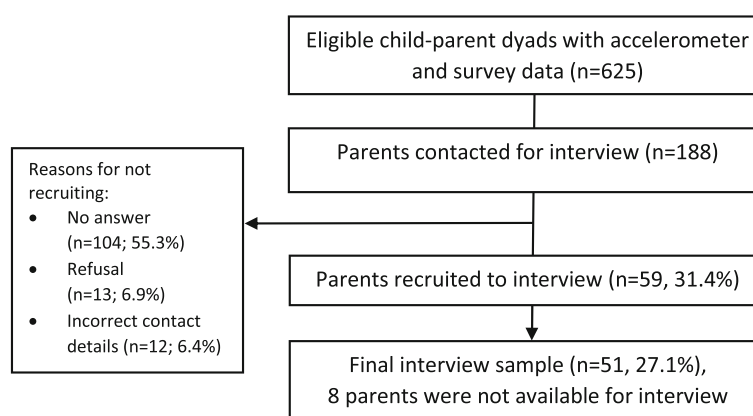 Eligible child-parent dyads with accelerometer
and survey data (n=625)
Parents contacted for interview (n=188)
Reasons for not
recruiting:
• No answer
(n=104; 55.3%)
• Refusal
(n=13; 6.9%)
• Incorrect contact
details (n=12; 6.4%)
Parents recruited to interview (n=59, 31.4%)
Final interview sample (n=51, 27.1%),
8 parents were not available for interview